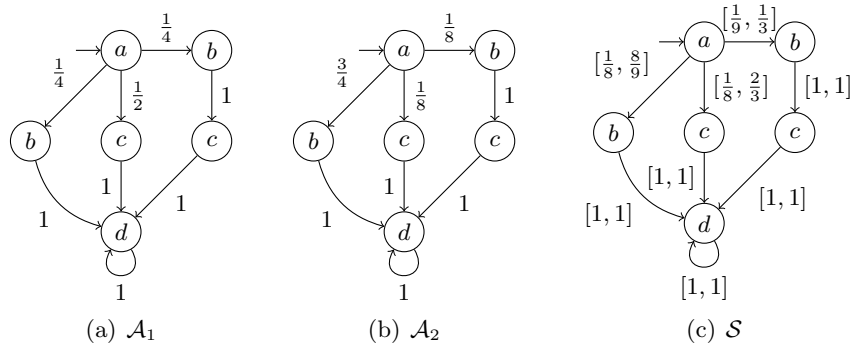 1/4 1/8 [1/9, 1/3]
a b a b a b
1/4 3/4 [1/8, 8/9]
1/2 1 1/8 1 [1/8, 2/3] [1, 1]
b c c b c c b c c
1 1 1 1 1 1 [1, 1] [1, 1] [1, 1]
d d d
1 1 [1, 1]
(a) 𝒜₁ (b) 𝒜₂ (c) 𝒮